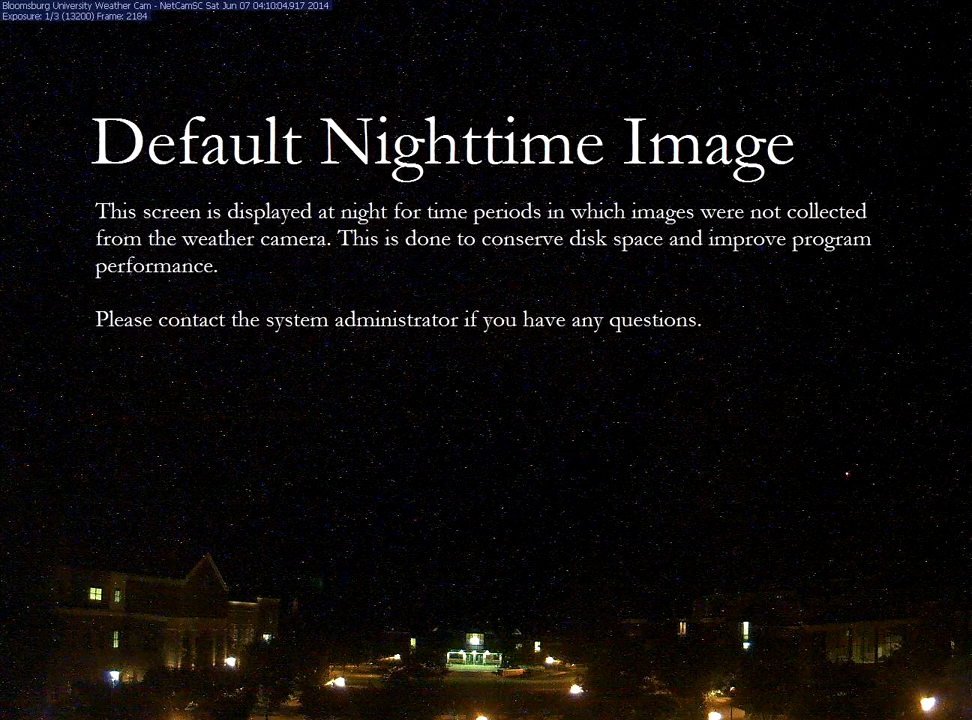 Bloomsburg University Weather Cam - NetCamSC Sat Jun 07 04:10:04.917 2014
Exposure: 1/3 (13200) Frame: 2184
Default Nighttime Image
This screen is displayed at night for time periods in which images were not collected
from the weather camera. This is done to conserve disk space and improve program
performance.
Please contact the system administrator if you have any questions.